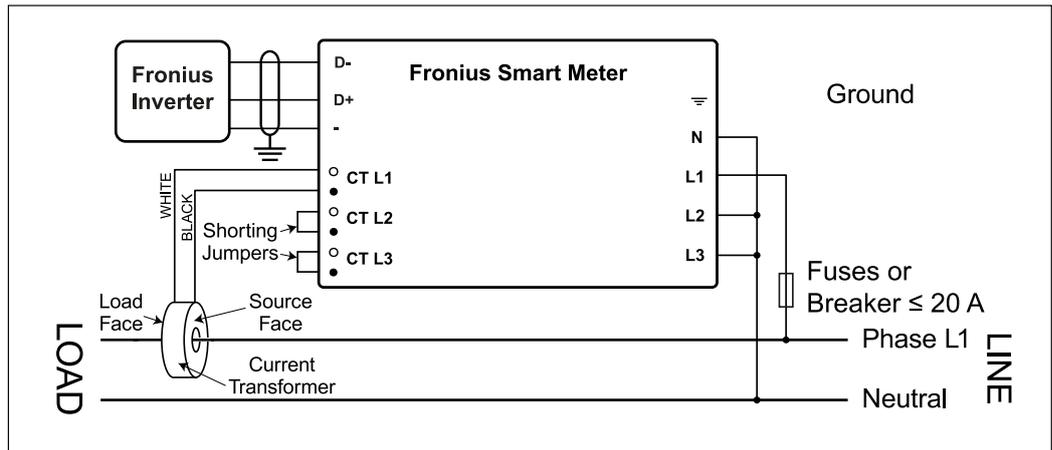 Fronius
Inverter
D-
D+
-
Fronius Smart Meter
Ground
N
L1
L2
L3
CT L1
CT L2
CT L3
WHITE
BLACK
Shorting
Jumpers
Load
Face
Source
Face
Current
Transformer
Fuses or
Breaker ≤ 20 A
Phase L1
Neutral
LOAD
LINE